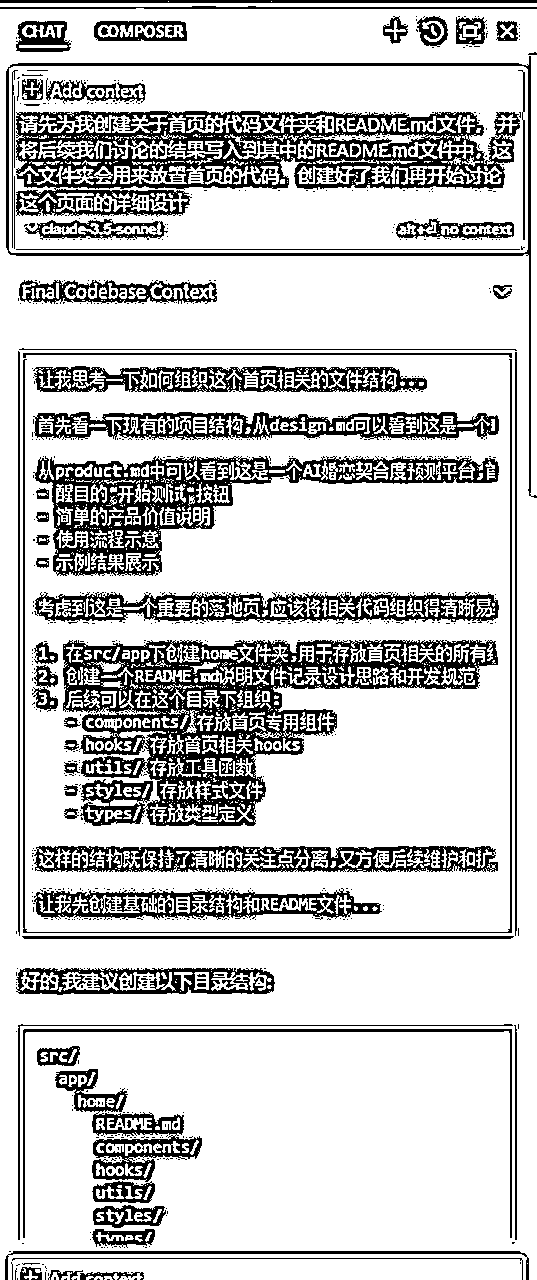 CHAT COMPOSER
Add context
请先为我创建关于首页的代码文件夹和README.md文件， 并
将后续我们讨论的结果写入到其中的README.md文件中，这
个文件夹会用来放置首页的代码，创建好了我们再开始讨论
这个页面的详细设计
claude-3.5-sonnet
no context
Final Codebase Context
让我思考一下如何组织这个首页相关的文件结构...
首先看一下现有的项目结构,从design.md可以看到这是一个
从product.md中可以看到这是一个AI婚恋契合度预测平台,
- 醒目的"开始测试"按钮
- 简单的产品价值说明
- 使用流程示意
- 示例结果展示
考虑到这是一个重要的落地页,应该将相关代码组织得清晰易
1. 在src/app下创建home文件夹,用于存放首页相关的所有
2. 创建一个README.md说明文件记录设计思路和开发规范
3. 后续可以在这个目录下组织:
- components/ 存放首页专用组件
- hooks/ 存放首页相关hooks
- utils/ 存放工具函数
- styles/ 存放样式文件
- types/ 存放类型定义
这样的结构既保持了清晰的关注点分离,又方便后续维护和扩
让我先创建基础的目录结构和README文件...
好的,我建议创建以下目录结构:
src/
app/
home/
README.md
components/
hooks/
utils/
styles/
types/
Add context